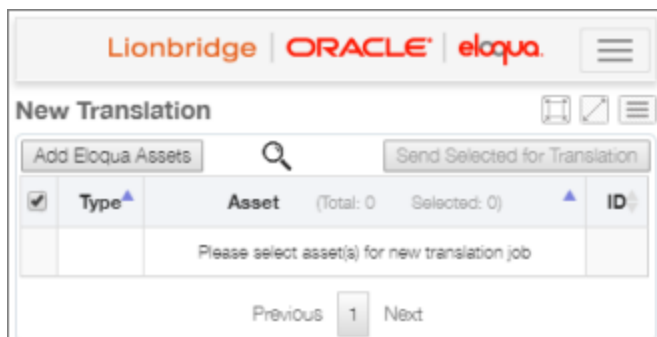 Lionbridge | ORACLE | eloqua.
New Translation
Add Eloqua Assets Send Selected for Translation
Type Asset (Total: 0 Selected: 0) ID
Please select asset(s) for new translation job
Previous 1 Next